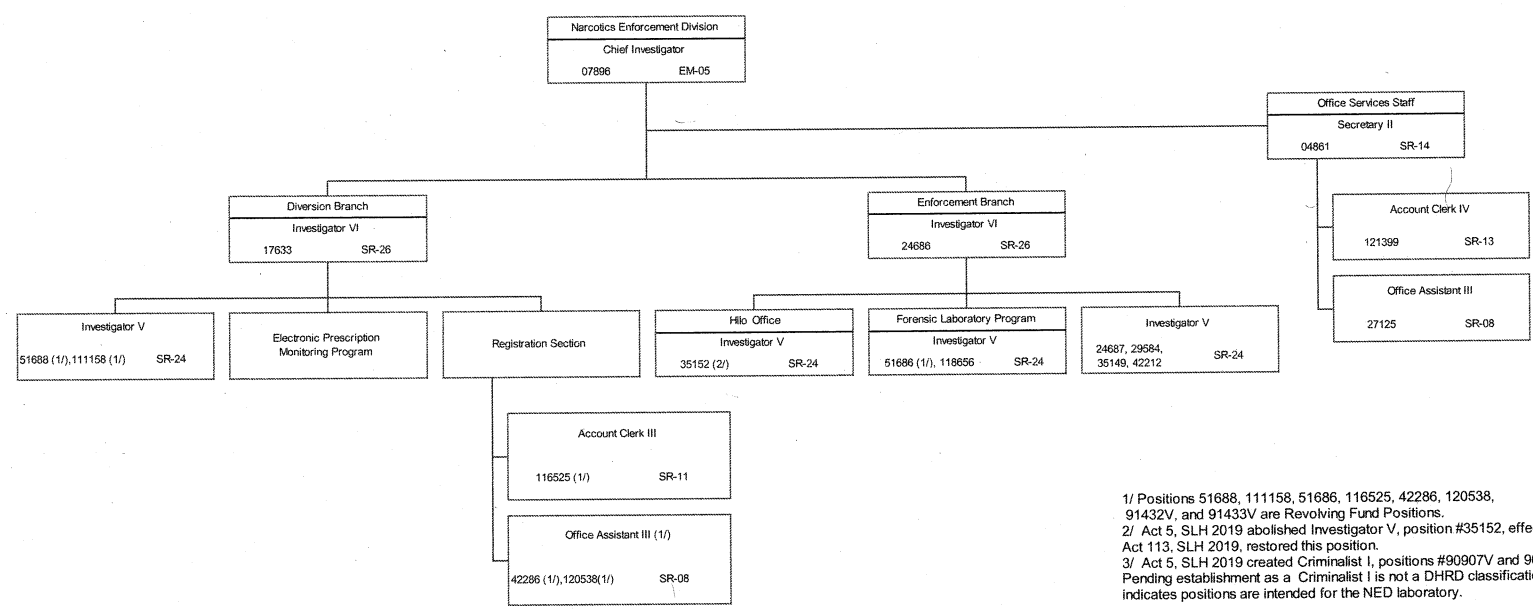 Narcotics Enforcement Division
Chief Investigator
07896 EM-05
Office Services Staff
Secretary II
04861 SR-14
Account Clerk IV
121399 SR-13
Office Assistant III
27125 SR-08
Diversion Branch
Investigator VI
17633 SR-26
Enforcement Branch
Investigator VI
24686 SR-26
Investigator V
51688 (1/),111158 (1/) SR-24
Electronic Prescription
Monitoring Program
Registration Section
Hilo Office
Investigator V
35152 (2/) SR-24
Forensic Laboratory Program
Investigator V
51686 (1/), 118656 SR-24
Investigator V
24687, 29584,
35149, 42212 SR-24
Account Clerk III
116525 (1/) SR-11
Office Assistant III (1/)
42286 (1/),120538(1/) SR-08
1/ Positions 51688, 111158, 51686, 116525, 42286, 120538,
91432V, and 91433V are Revolving Fund Positions.
2/ Act 5, SLH 2019 abolished Investigator V, position #35152,
Act 113, SLH 2019, restored this position.
3/ Act 5, SLH 2019 created Criminalist I, positions #90907V and
Pending establishment as a Criminalist I is not a DHRD
indicates positions are intended for the NED laboratory.